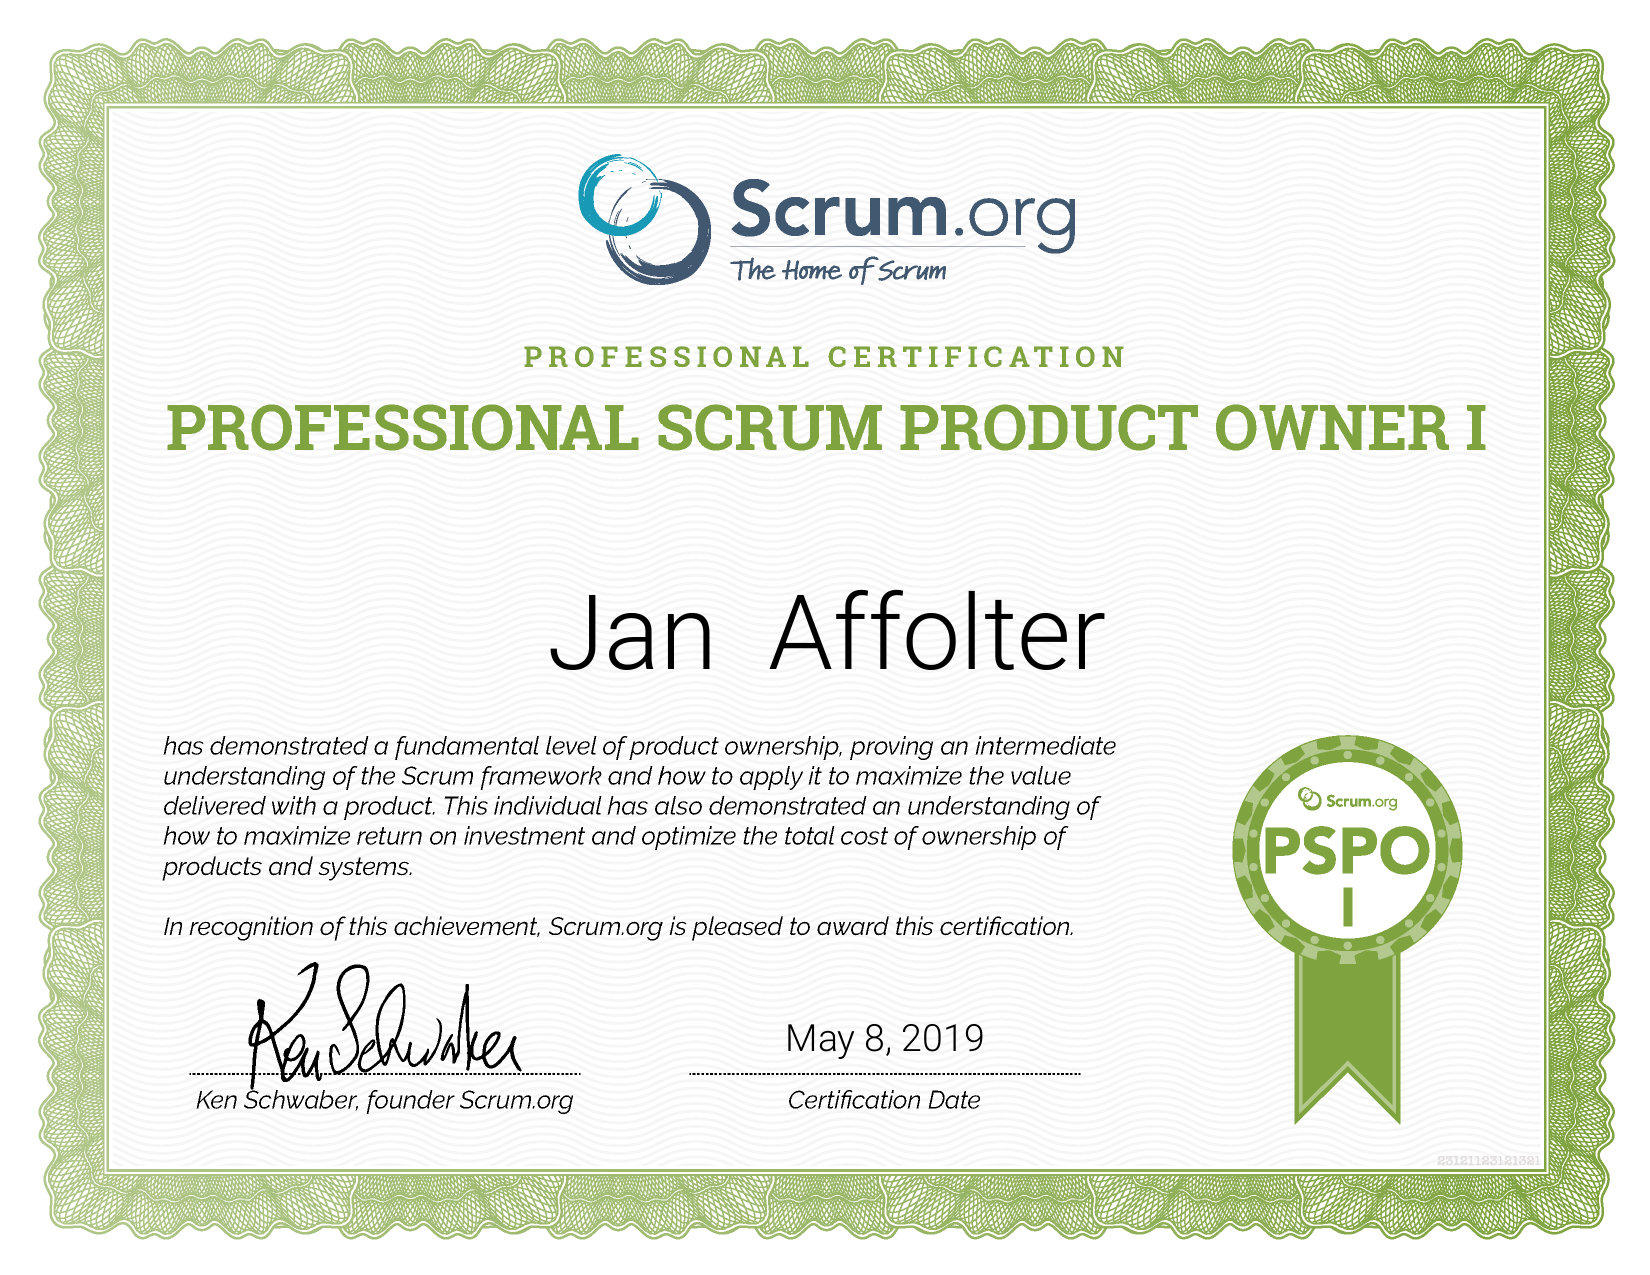 Scrum.org
The Home of Scrum
PROFESSIONAL CERTIFICATION
PROFESSIONAL SCRUM PRODUCT OWNER I
Jan Affolter
has demonstrated a fundamental level of product ownership, proving an intermediate
understanding of the Scrum framework and how to apply it to maximize the value
delivered with a product. This individual has also demonstrated an understanding of
how to maximize return on investment and optimize the total cost of ownership of
products and systems.
In recognition of this achievement, Scrum.org is pleased to award this certification.
Scrum.org
PSPO
I
Ken Schwaber
May 8, 2019
Ken Schwaber, founder Scrum.org
Certification Date
23121123121321